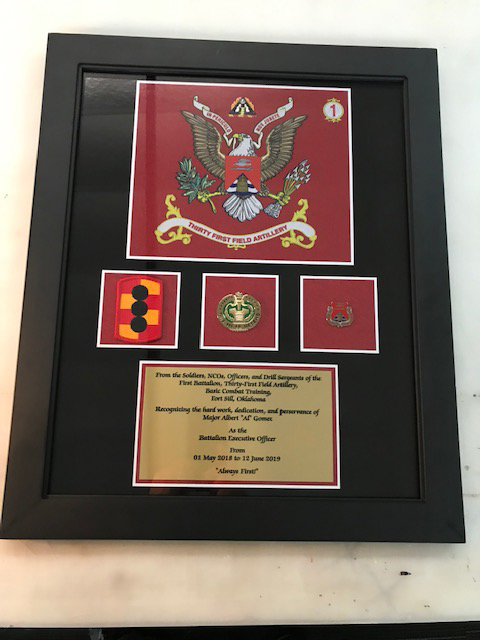 1
THIRTY FIRST FIELD ARTILLERY
From the Soldiers, NCOs, Officers, and Drill Sergeants of the
First Battalion, Thirty-First Field Artillery,
Basic Combat Training,
Fort Sill, Oklahoma
Recognizing the hard work, dedication, and perservance of
Major Albert "Al" Gomez
As the
Battalion Executive Officer
From
01 May 2018 to 12 June 2019
"Always First!"